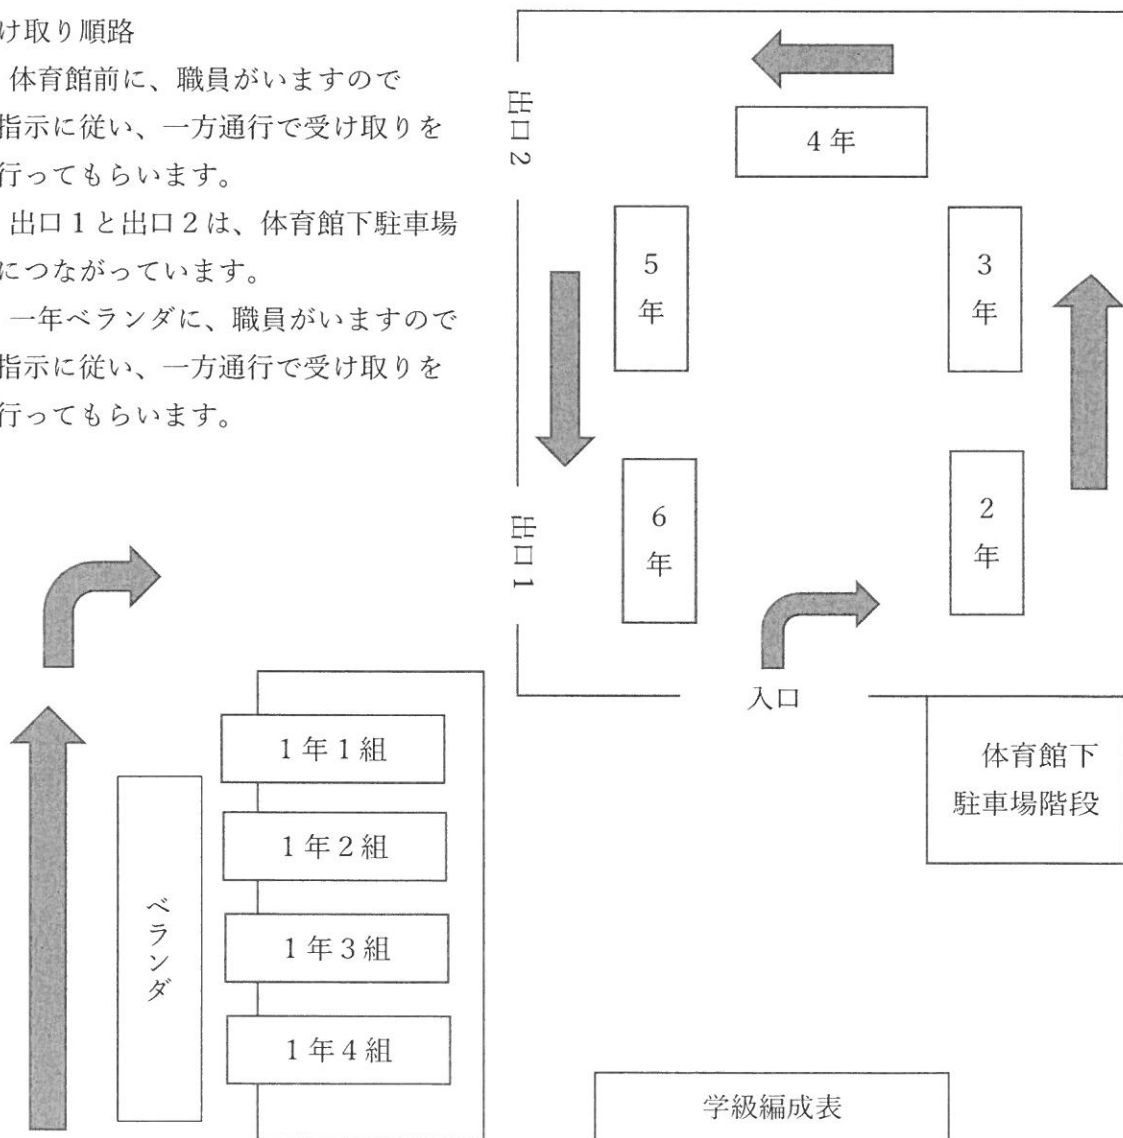 け取り順路
体育館前に、職員がいますので
指示に従い、一方通行で受け取りを
行ってもらいます。
出口１と出口２は、体育館下駐車場
につながっています。
一年ベランダに、職員がいますので
指示に従い、一方通行で受け取りを
行ってもらいます。
出口２
４年
５年
３年
出口１
６年
２年
入口
体育館下
駐車場階段
１年１組
１年２組
１年３組
１年４組
ベランダ
学級編成表